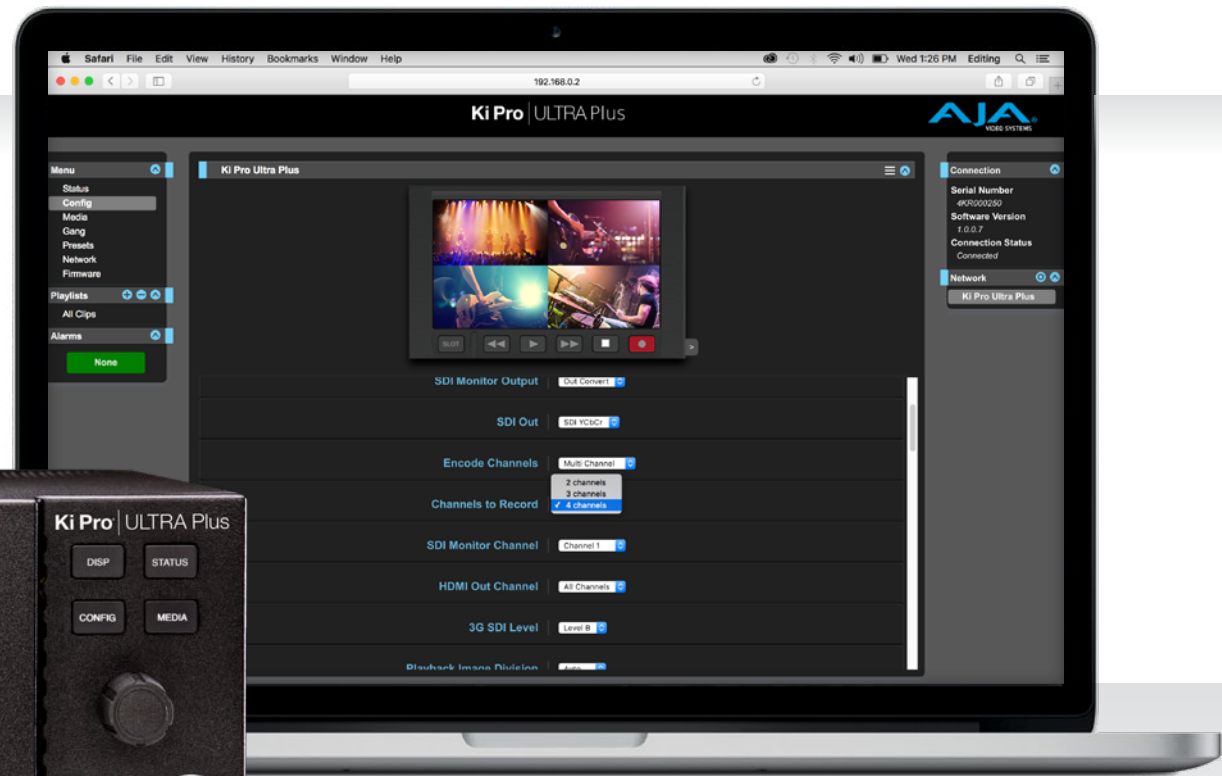 Safari File Edit View History Bookmarks Window Help
Wed 1:26 PM Editing
192.168.0.2
Ki Pro ULTRA Plus
AJA
VIDEO SYSTEMS
Menu
Status
Config
Media
Gang
Presets
Network
Firmware
Playlists
All Clips
Alarms
None
Ki Pro Ultra Plus
SLOT
SDI Monitor Output Out Convert
SDI Out SDI YCbCr
Encode Channels Multi Channel
2 channels
3 channels
Channels to Record ✓ 4 channels
SDI Monitor Channel Channel 1
HDMI Out Channel All Channels
3G SDI Level Level B
Playback Image Division Auto
Connection
Serial Number
4KR000250
Software Version
1.0.0.7
Connection Status
Connected
Network
Ki Pro Ultra Plus
Ki Pro ULTRA Plus
DISP STATUS
CONFIG MEDIA